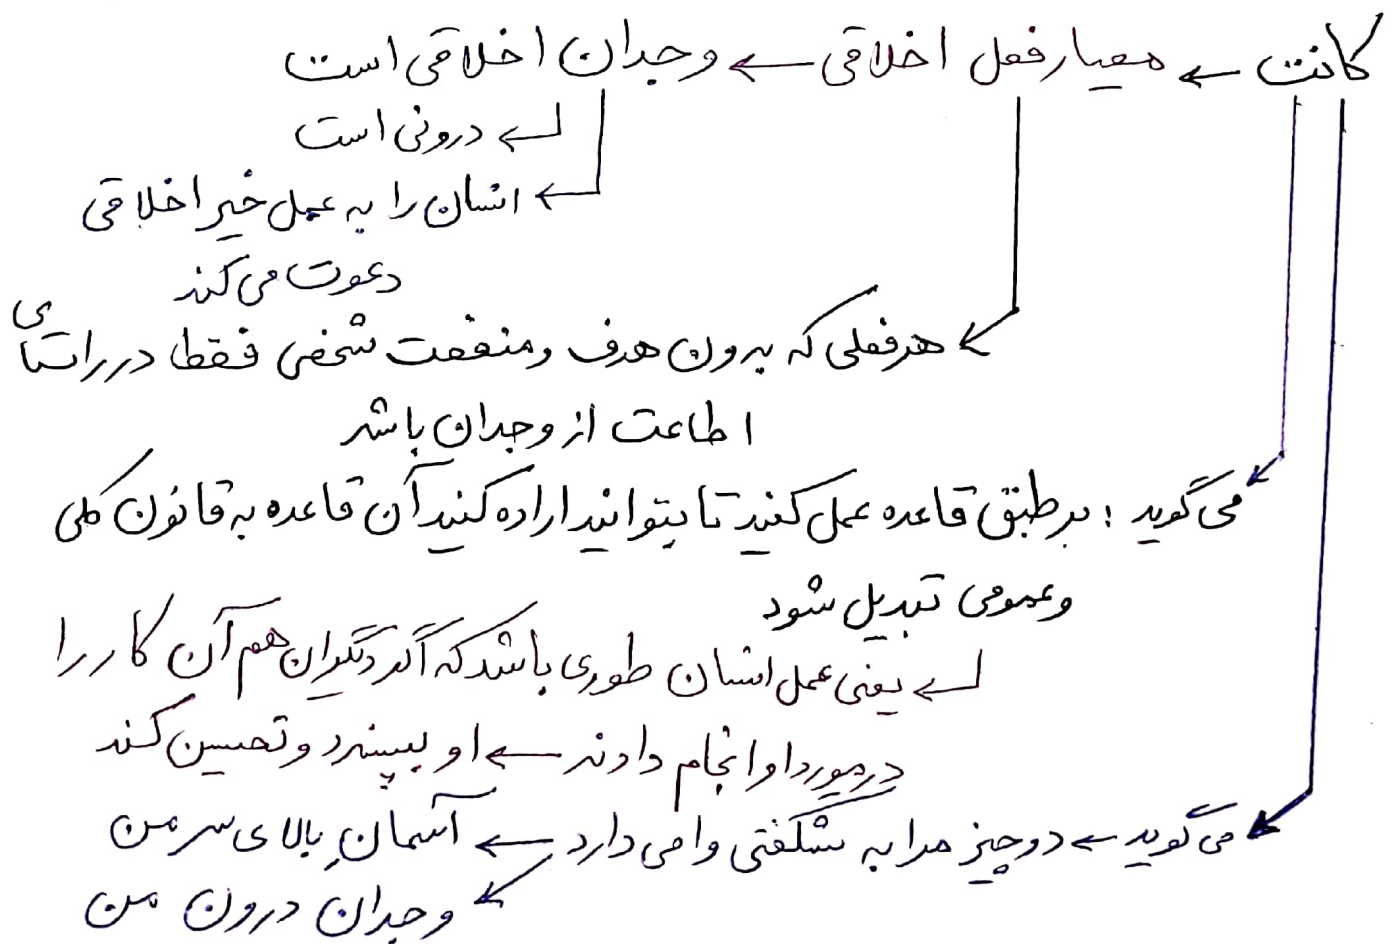 کانت ← معیار فعل اخلاقی ← وجدان اخلاقی است
← درونی است
← انسان را به عمل خیر اخلاقی
دعوت می‌کند
← هر فعلی که بدون هدف و منفعت شخصی فقط در راستای
اطاعت از وجدان باشد
می‌گوید : بر طبق قاعده عمل کنید تا بتوانید اراده کنید آن قاعده به قانون کلی
و عمومی تبدیل شود
← یعنی عمل انسان طوری باشد که اگر دیگران هم آن کار را
در مورد او انجام دادند ← او بپسندد و تحسین کند
می‌گوید ← دو چیز مرا به شگفتی وا می‌دارد ← آسمانِ بالای سر من
← وجدانِ درون من